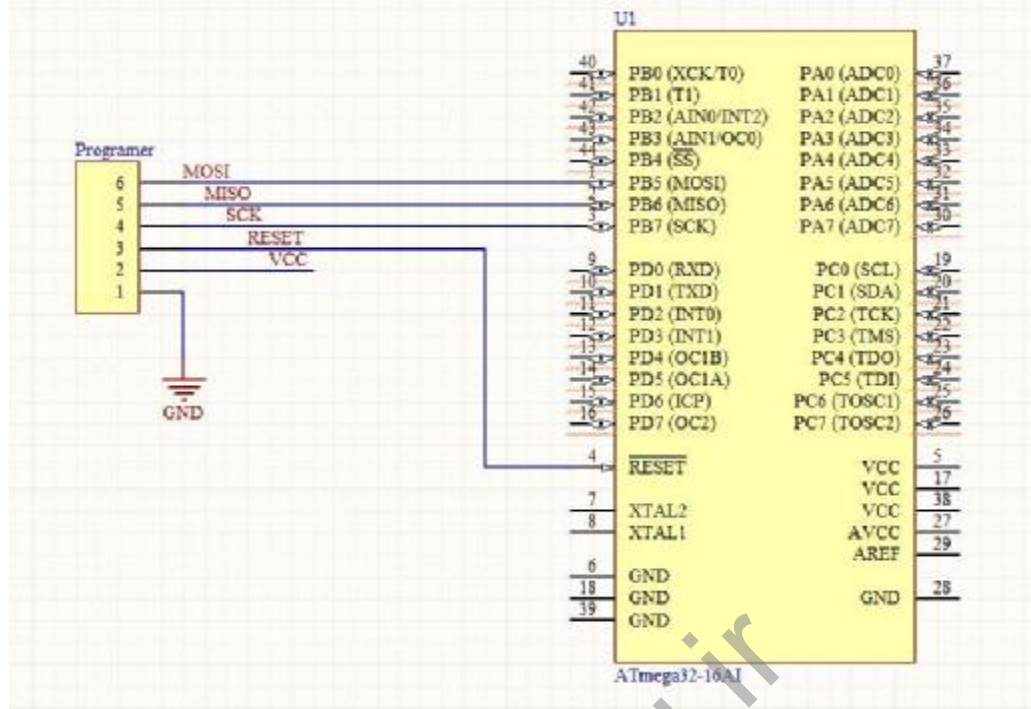 U1
40 PB0 (XCK/T0) PA0 (ADC0) 37
41 PB1 (T1) PA1 (ADC1) 36
42 PB2 (AIN0/INT2) PA2 (ADC2) 35
43 PB3 (AIN1/OC0) PA3 (ADC3) 34
44 PB4 (SS) PA4 (ADC4) 33
Programer
6 MOSI 1 PB5 (MOSI) PA5 (ADC5) 32
5 MISO 2 PB6 (MISO) PA6 (ADC6) 31
4 SCK 3 PB7 (SCK) PA7 (ADC7) 30
3 RESET
2 VCC 9 PD0 (RXD) PC0 (SCL) 19
1 10 PD1 (TXD) PC1 (SDA) 20
11 PD2 (INT0) PC2 (TCK) 21
12 PD3 (INT1) PC3 (TMS) 22
13 PD4 (OC1B) PC4 (TDO) 23
14 PD5 (OC1A) PC5 (TDI) 24
15 PD6 (ICP) PC6 (TOSC1) 25
16 PD7 (OC2) PC7 (TOSC2) 26
GND
4 RESET VCC 5
VCC 17
7 XTAL2 VCC 38
8 XTAL1 AVCC 27
AREF 29
6 GND
18 GND GND 28
39 GND
ATmega32-16AI
.ir